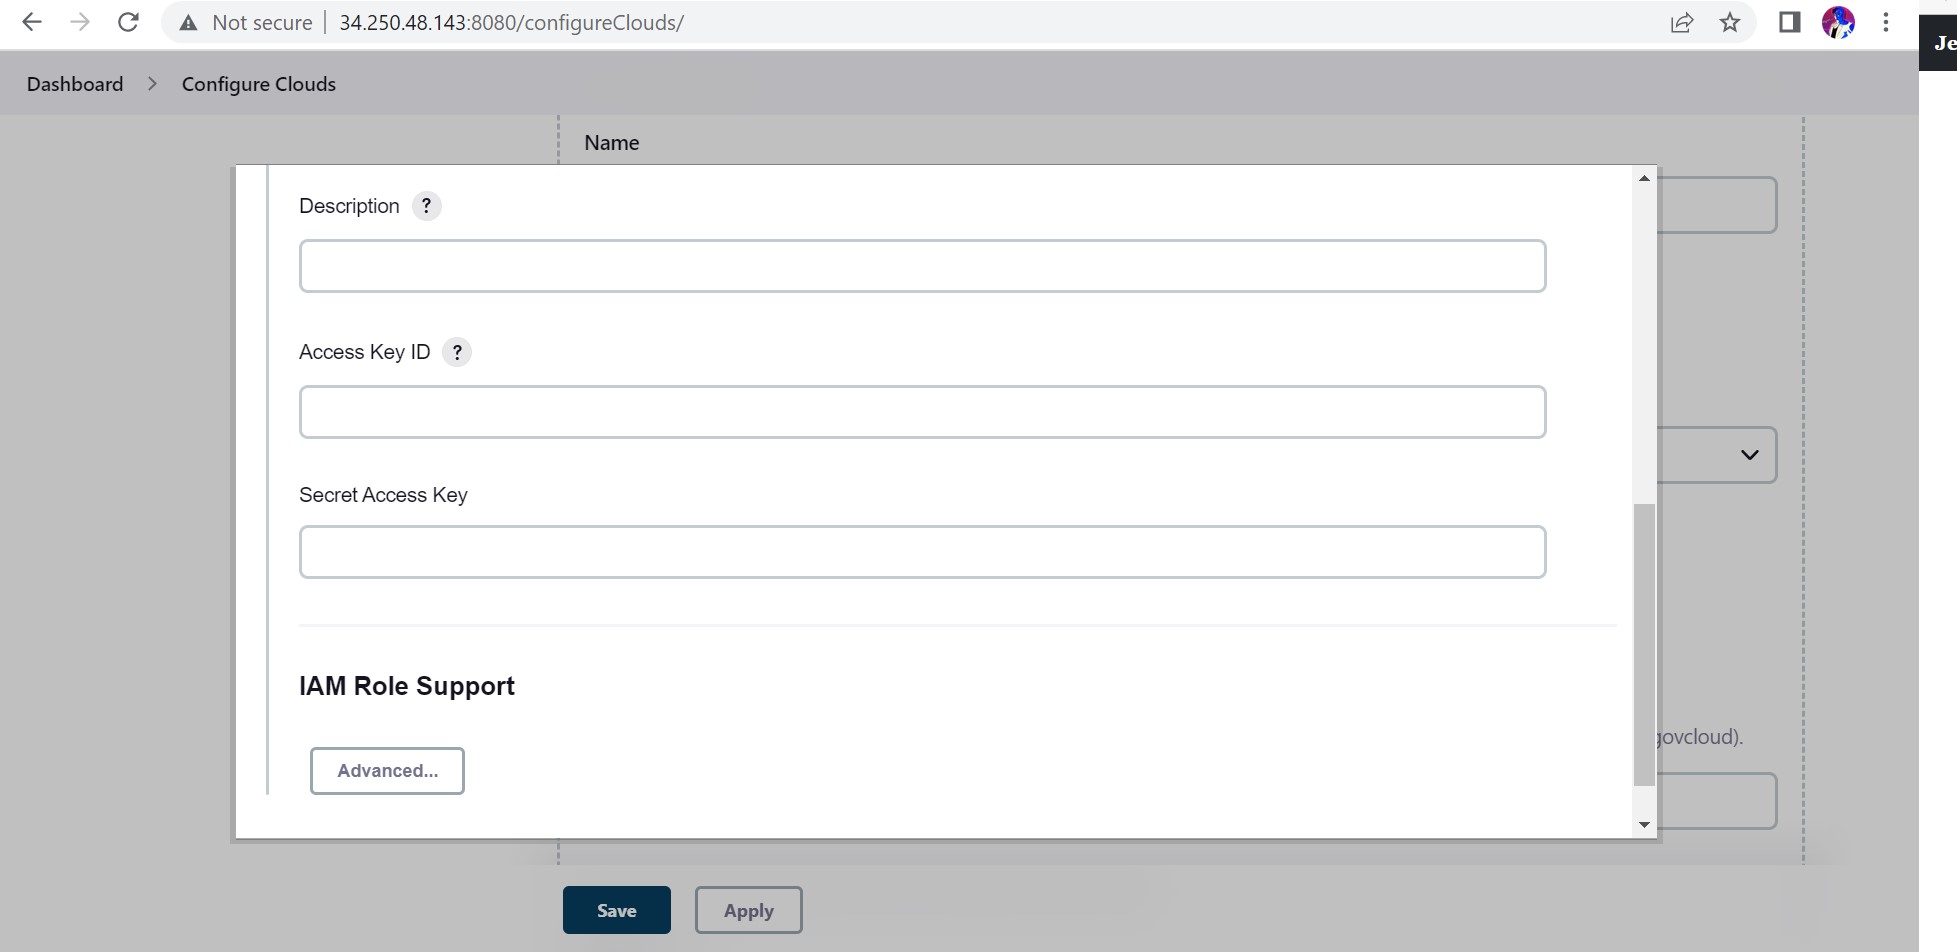 Not secure
34.250.48.143:8080/configureClouds/
Je
Dashboard > Configure Clouds
Name
Description ?
Access Key ID ?
Secret Access Key
govcloud).
IAM Role Support
Advanced...
Save
Apply